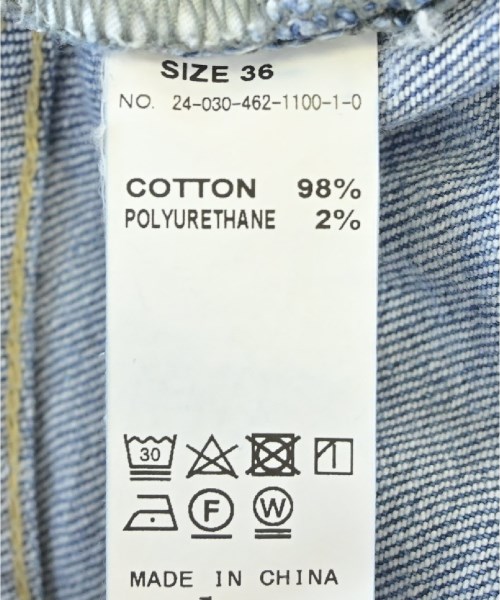 SIZE 36
NO. 24-030-462-1100-1-0
COTTON 98%
POLYURETHANE 2%
30
F W
MADE IN CHINA